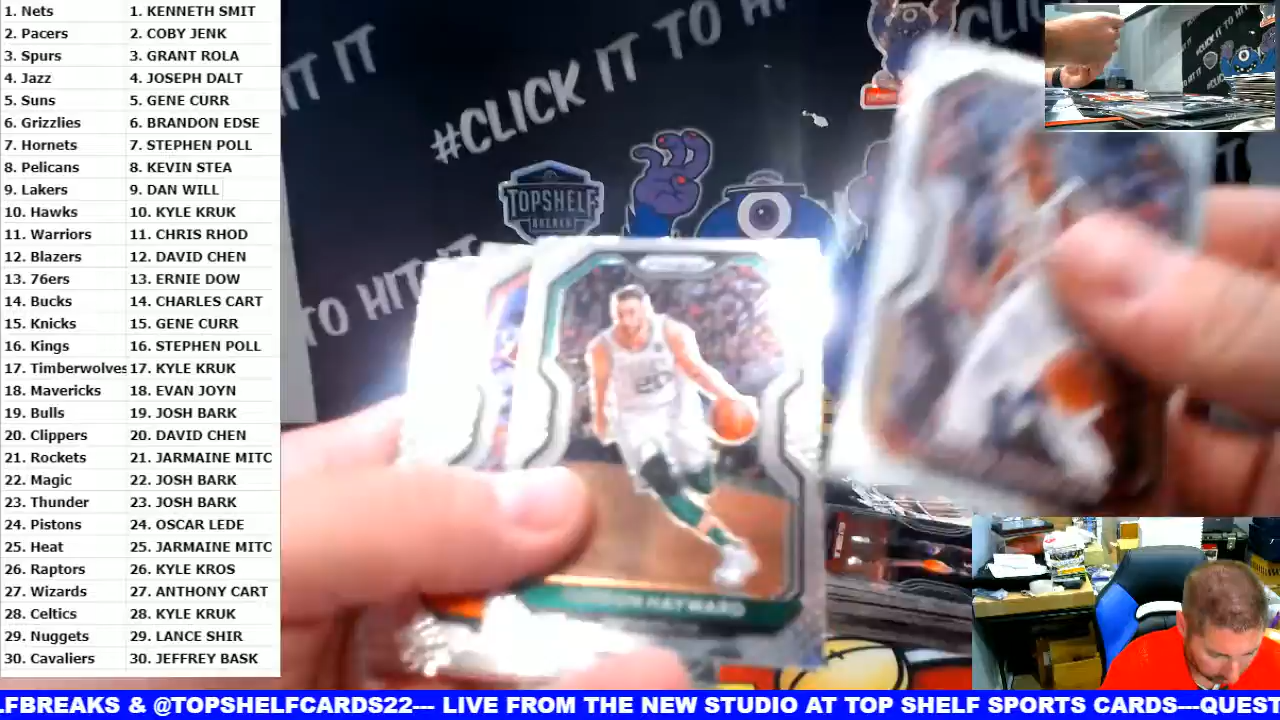 1. Nets 1. KENNETH SMIT
2. Pacers 2. COBY JENK
3. Spurs 3. GRANT ROLA
4. Jazz 4. JOSEPH DALT
5. Suns 5. GENE CURR
6. Grizzlies 6. BRANDON EDSE
7. Hornets 7. STEPHEN POLL
8. Pelicans 8. KEVIN STEA
9. Lakers 9. DAN WILL
10. Hawks 10. KYLE KRUK
11. Warriors 11. CHRIS RHOD
12. Blazers 12. DAVID CHEN
13. 76ers 13. ERNIE DOW
14. Bucks 14. CHARLES CART
15. Knicks 15. GENE CURR
16. Kings 16. STEPHEN POLL
17. Timberwolves 17. KYLE KRUK
18. Mavericks 18. EVAN JOYN
19. Bulls 19. JOSH BARK
20. Clippers 20. DAVID CHEN
21. Rockets 21. JARMAINE MITC
22. Magic 22. JOSH BARK
23. Thunder 23. JOSH BARK
24. Pistons 24. OSCAR LEDE
25. Heat 25. JARMAINE MITC
26. Raptors 26. KYLE KROS
27. Wizards 27. ANTHONY CART
28. Celtics 28. KYLE KRUK
29. Nuggets 29. LANCE SHIR
30. Cavaliers 30. JEFFREY BASK
HIT IT
#CLICK IT TO HIT
TOPSHELF
BREAKS
TO HIT
20
HAYWARD
LFBREAKS & @TOPSHELFCARDS22--- LIVE FROM THE NEW STUDIO AT TOP SHELF SPORTS CARDS---QUEST